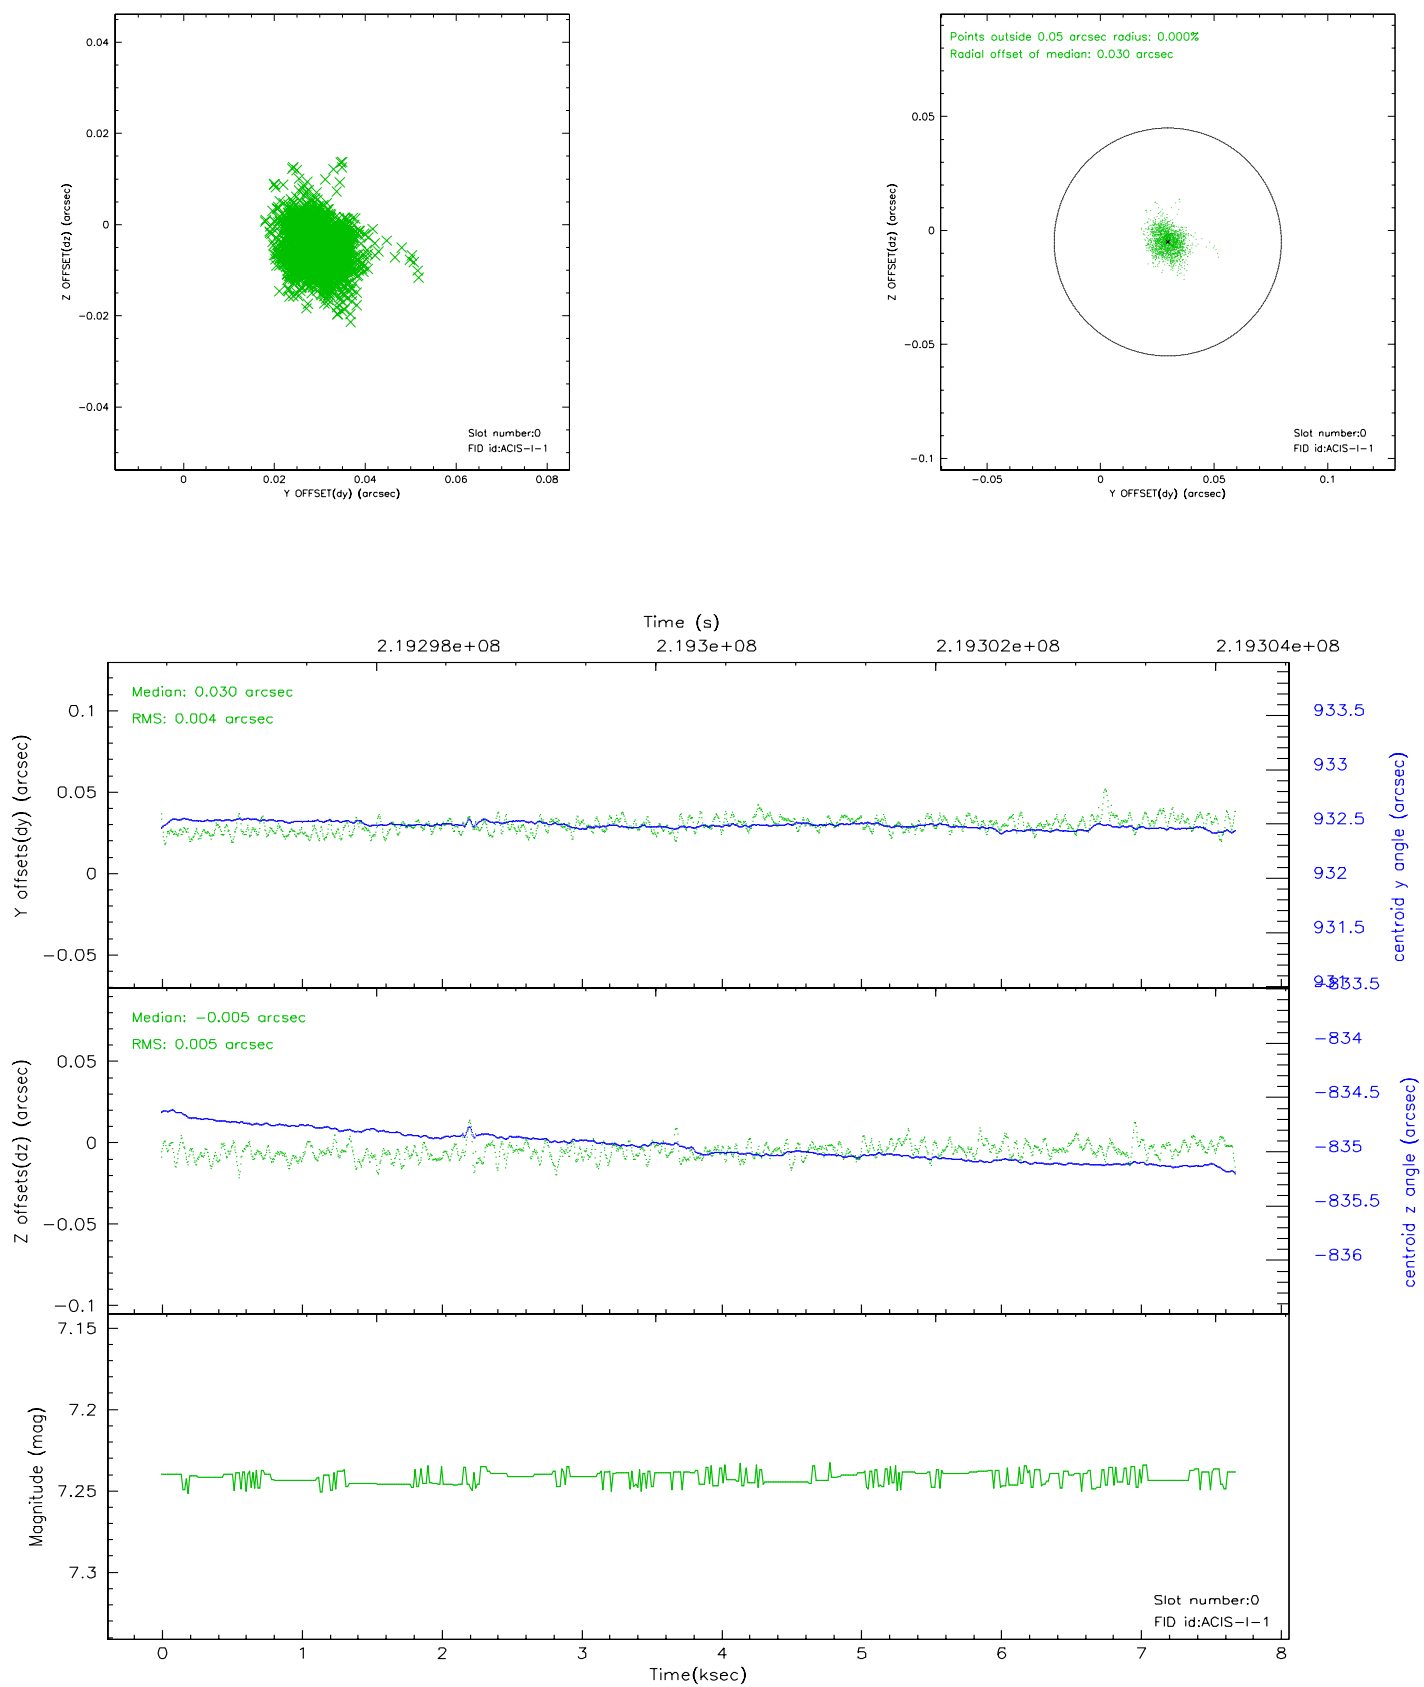 0.04
0.02
0
−0.02
−0.04
Z OFFSET(dz) (arcsec)
Slot number:0
FID id:ACIS−I−1
0
0.02
0.04
0.06
0.08
Y OFFSET(dy) (arcsec)
Points outside 0.05 arcsec radius: 0.000%
Radial offset of median: 0.030 arcsec
0.05
0
−0.05
−0.1
Z OFFSET(dz) (arcsec)
Slot number:0
FID id:ACIS−I−1
−0.05
0
0.05
0.1
Y OFFSET(dy) (arcsec)
Time (s)
2.19298e+08
2.193e+08
2.19302e+08
2.19304e+08
Median: 0.030 arcsec
RMS: 0.004 arcsec
0.1
0.05
0
−0.05
Y offsets(dy) (arcsec)
933.5
933
932.5
932
931.5
931
centroid y angle (arcsec)
Median: −0.005 arcsec
RMS: 0.005 arcsec
0.05
0
−0.05
−0.1
Z offsets(dz) (arcsec)
−833.5
−834
−834.5
−835
−835.5
−836
centroid z angle (arcsec)
7.15
7.2
7.25
7.3
Magnitude (mag)
Slot number:0
FID id:ACIS−I−1
0
1
2
3
4
5
6
7
8
Time(ksec)